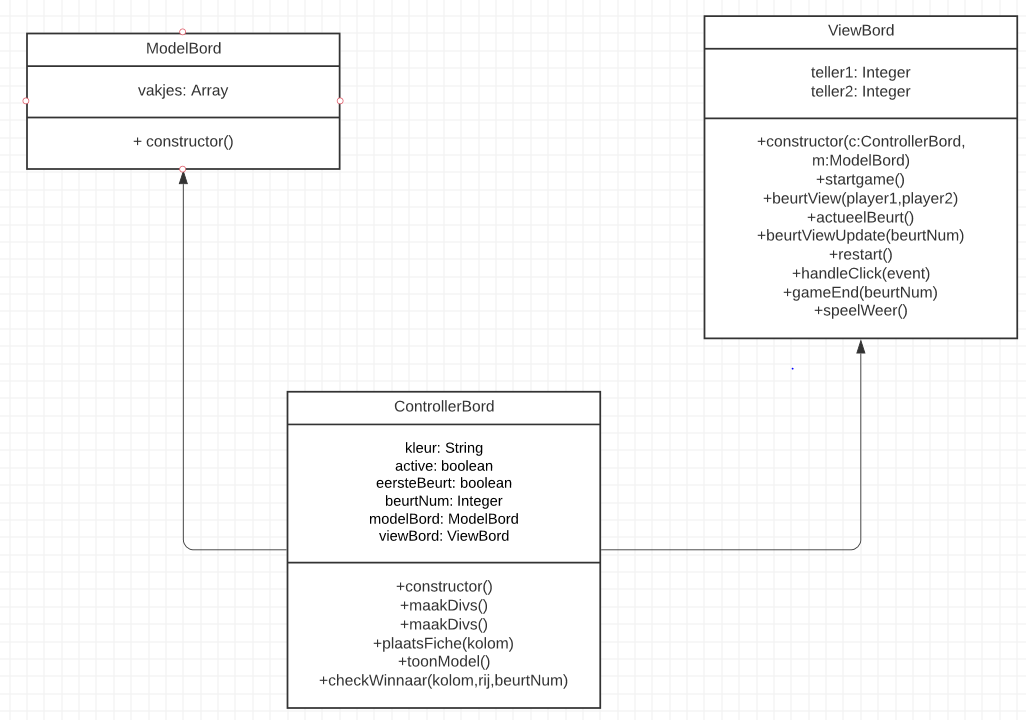 ModelBord
vakjes: Array
+ constructor()
ViewBord
teller1: Integer
teller2: Integer
+constructor(c:ControllerBord,
m:ModelBord)
+startgame()
+beurtView(player1,player2)
+actueelBeurt()
+beurtViewUpdate(beurtNum)
+restart()
+handleClick(event)
+gameEnd(beurtNum)
+speelWeer()
ControllerBord
kleur: String
active: boolean
eersteBeurt: boolean
beurtNum: Integer
modelBord: ModelBord
viewBord: ViewBord
+constructor()
+maakDivs()
+maakDivs()
+plaatsFiche(kolom)
+toonModel()
+checkWinnaar(kolom,rij,beurtNum)